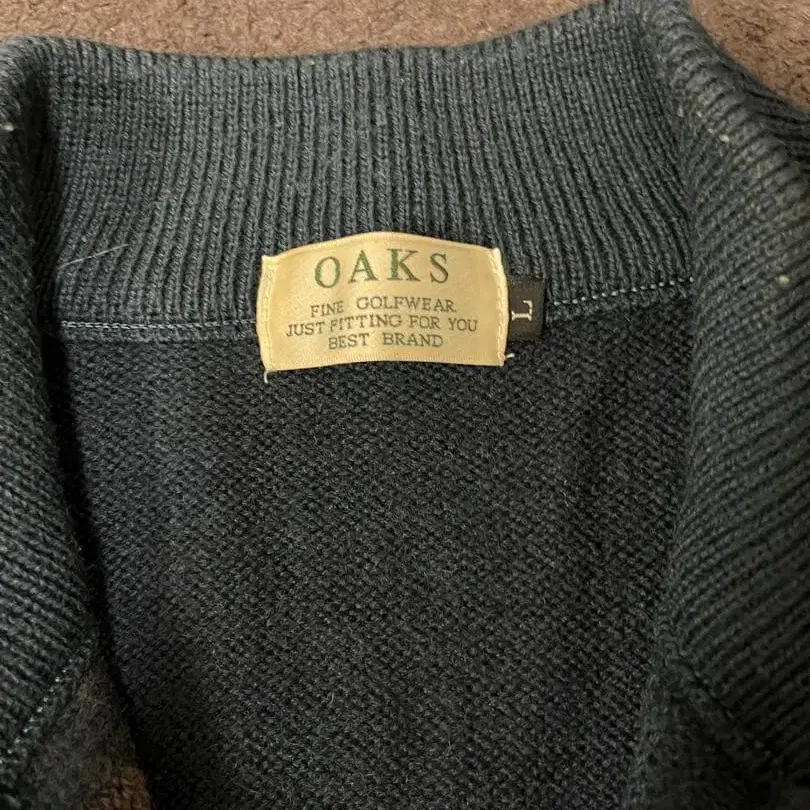 OAKS
FINE GOLFWEAR
JUST FITTING FOR YOU
BEST BRAND
L